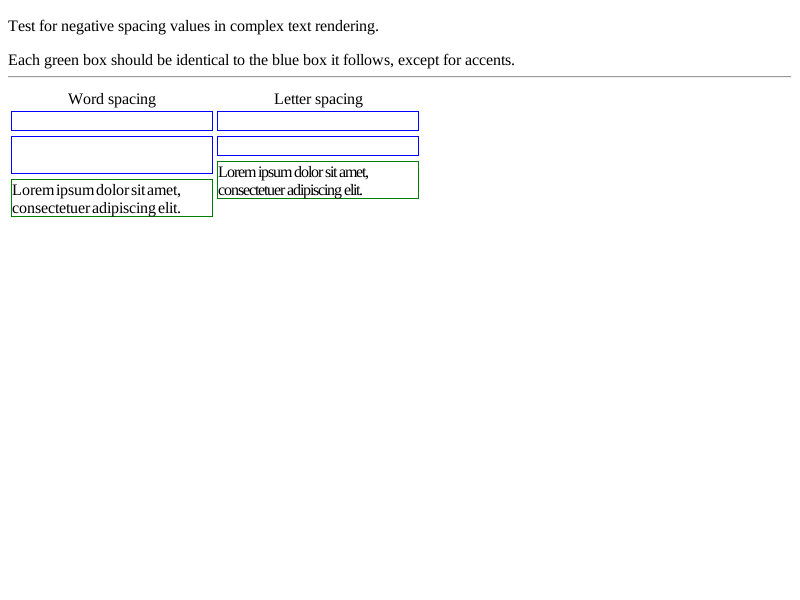 Test for negative spacing values in complex text rendering.
Each green box should be identical to the blue box it follows, except for accents.
Word spacing
Letter spacing
Lorem ipsum dolor sit amet,
consectetuer adipiscing elit.
Lorem ipsum dolor sit amet,
consectetuer adipiscing elit.